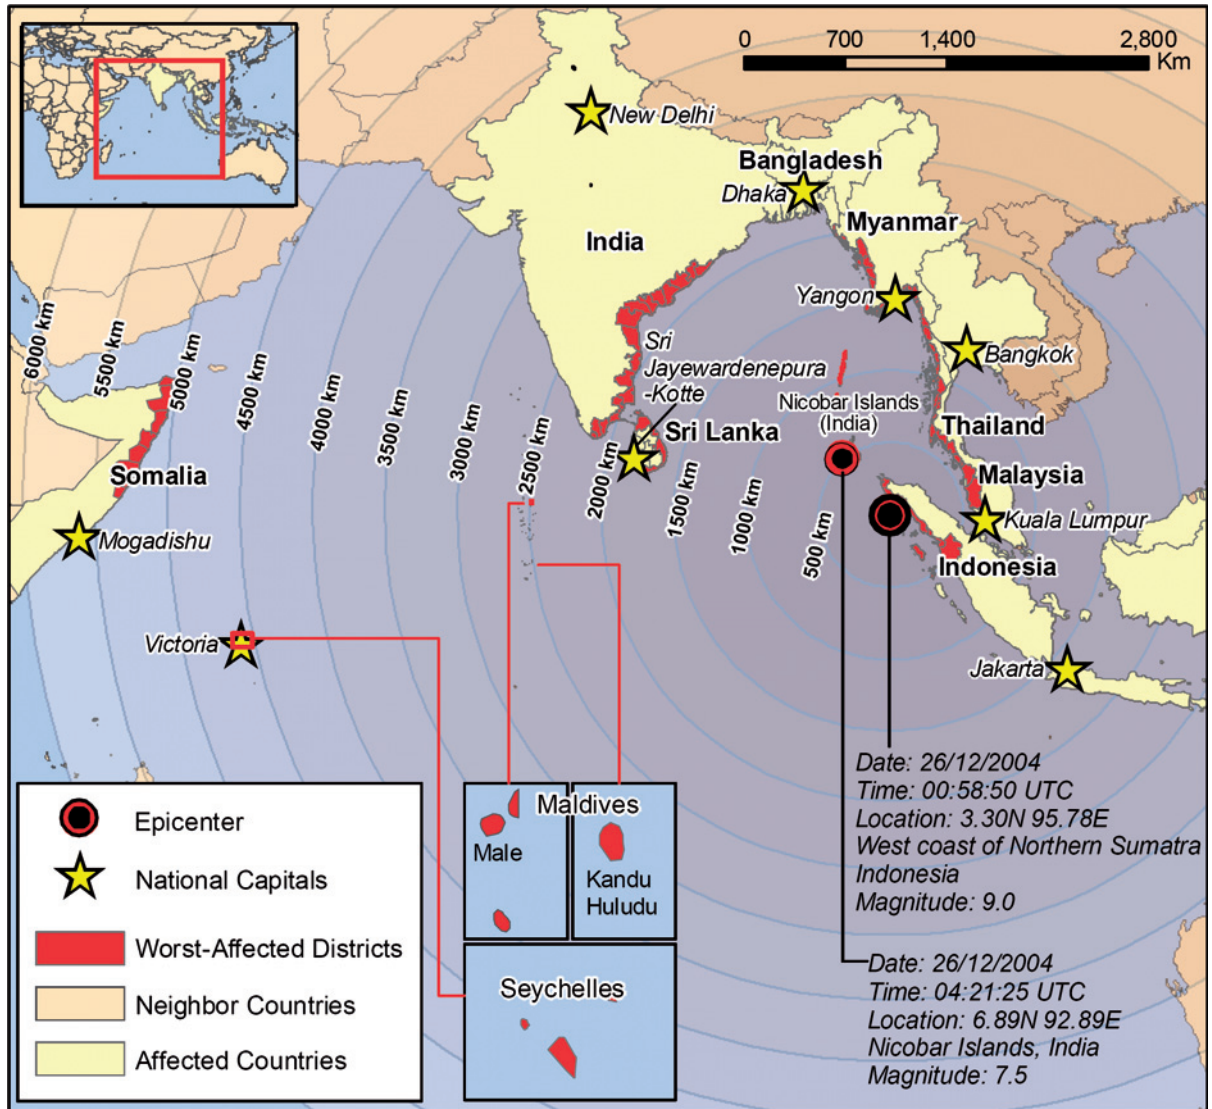 0 700 1,400 2,800
Km
New Delhi
Bangladesh
Dhaka
Myanmar
India
Yangon
6000 km
5500 km
5000 km
4500 km
4000 km
3500 km
3000 km
2500 km
2000 km
1500 km
1000 km
500 km
Sri
Jayewardenepura
-Kotte
Bangkok
Nicobar Islands
(India)
Sri Lanka
Thailand
Somalia
Malaysia
Mogadishu
Kuala Lumpur
Indonesia
Victoria
Jakarta
Date: 26/12/2004
Time: 00:58:50 UTC
Location: 3.30N 95.78E
West coast of Northern Sumatra
Indonesia
Magnitude: 9.0
Date: 26/12/2004
Time: 04:21:25 UTC
Location: 6.89N 92.89E
Nicobar Islands, India
Magnitude: 7.5
Maldives
Male
Kandu
Huludu
Seychelles
Epicenter
National Capitals
Worst-Affected Districts
Neighbor Countries
Affected Countries